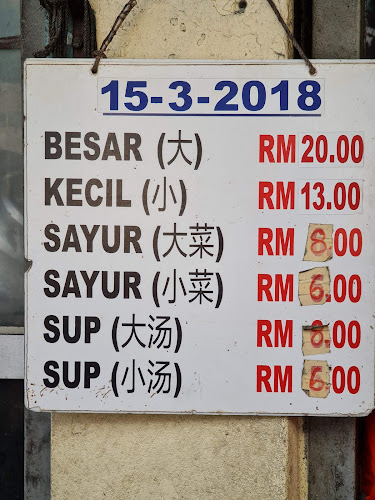 15-3-2018
BESAR (大) RM 20.00
KECIL (小) RM 13.00
SAYUR (大菜) RM 8.00
SAYUR (小菜) RM 6.00
SUP (大汤) RM 8.00
SUP (小汤) RM 6.00